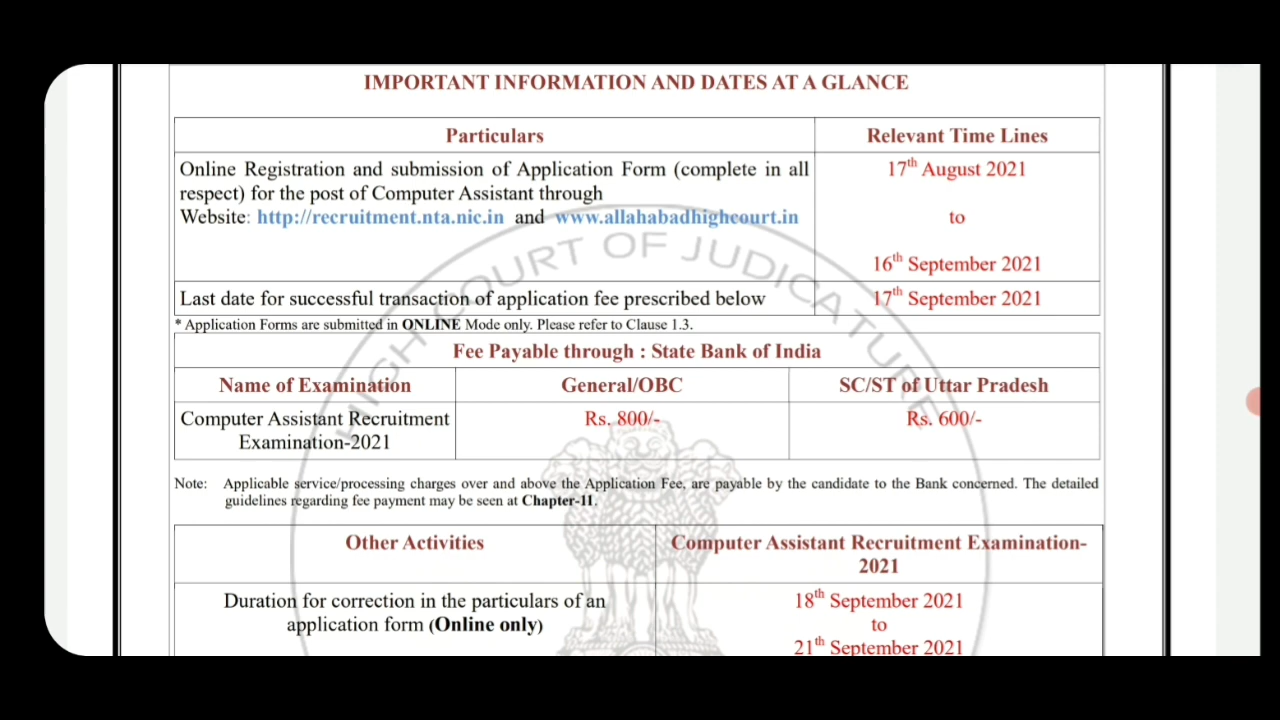 IMPORTANT INFORMATION AND DATES AT A GLANCE
Particulars
Relevant Time Lines
Online Registration and submission of Application Form (complete in all
respect) for the post of Computer Assistant through
Website: http://recruitment.nta.nic.in and www.allahabadhighcourt.in
17th August 2021
to
16th September 2021
Last date for successful transaction of application fee prescribed below
17th September 2021
* Application Forms are submitted in ONLINE Mode only. Please refer to Clause 1.3.
Fee Payable through : State Bank of India
Name of Examination
General/OBC
SC/ST of Uttar Pradesh
Computer Assistant Recruitment
Examination-2021
Rs. 800/-
Rs. 600/-
Note: Applicable service/processing charges over and above the Application Fee, are payable by the candidate to the Bank concerned. The detailed
guidelines regarding fee payment may be seen at Chapter-11.
Other Activities
Computer Assistant Recruitment Examination-
2021
Duration for correction in the particulars of an
application form (Online only)
18th September 2021
to
21th September 2021
HIGH COURT OF JUDICATURE